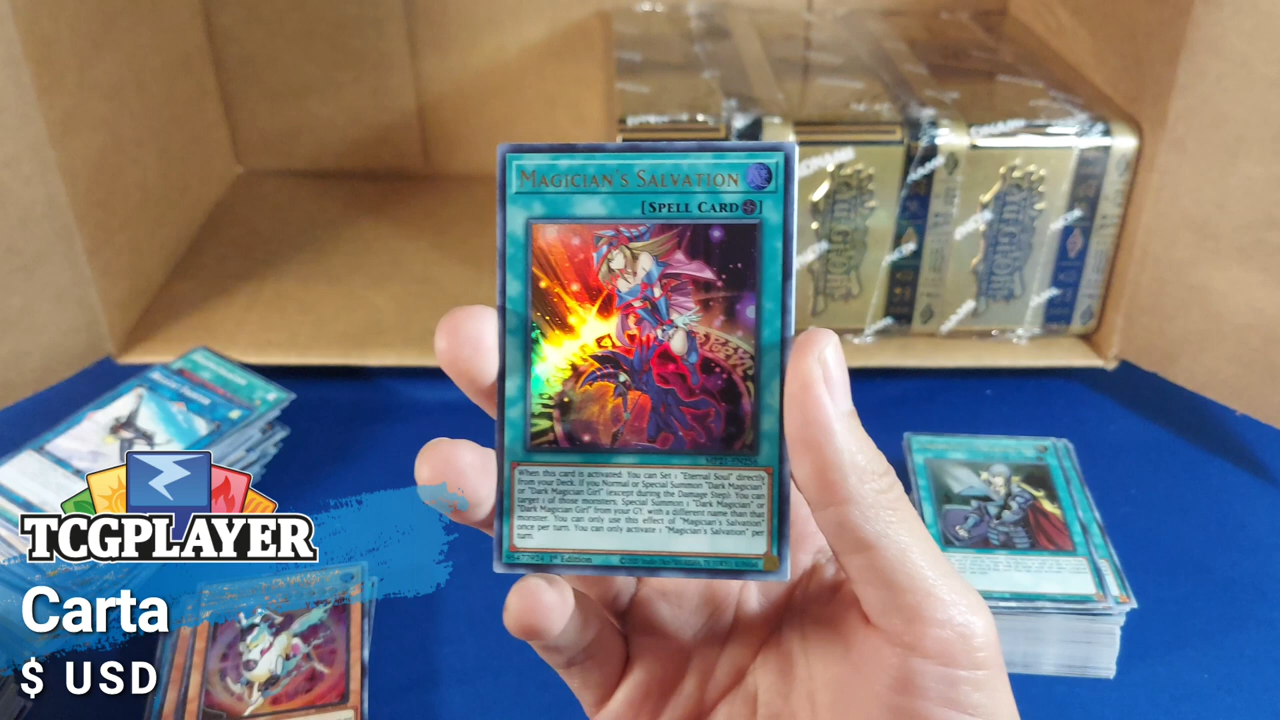 MAGICIAN'S SALVATION
[SPELL CARD]
MP21-EN254
When this card is activated: You can Set 1 "Eternal Soul" directly
from your Deck. If you Normal or Special Summon "Dark Magician"
or "Dark Magician Girl" (except during the Damage Step): You can
target 1 of those monsters; Special Summon 1 "Dark Magician" or
"Dark Magician Girl" from your GY, with a different name than that
monster. You can only use this effect of "Magician's Salvation"
once per turn. You can only activate 1 "Magician's Salvation" per
turn.
1st Edition
TCGPLAYER
Carta
$ USD